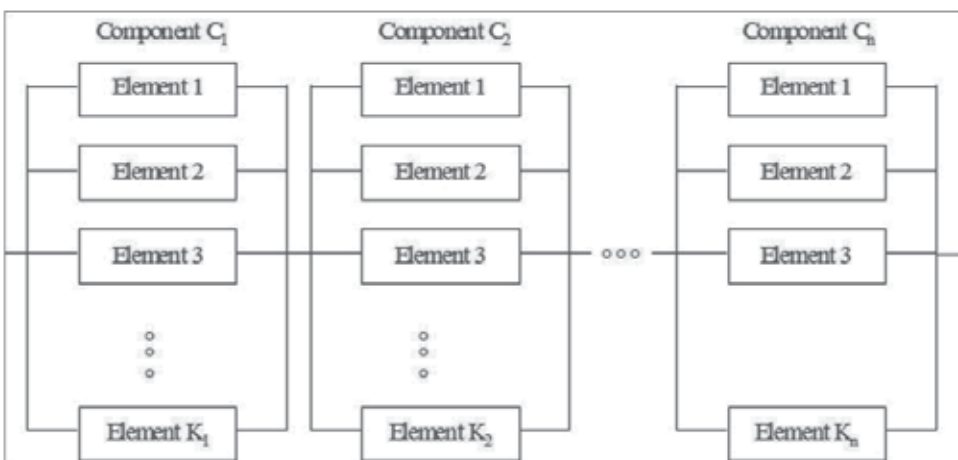 Component C₁ Component C₂ Component Cₙ
Element 1 Element 1 Element 1
Element 2 Element 2 Element 2
Element 3 Element 3 Element 3
Element K₁ Element K₂ Element Kₙ